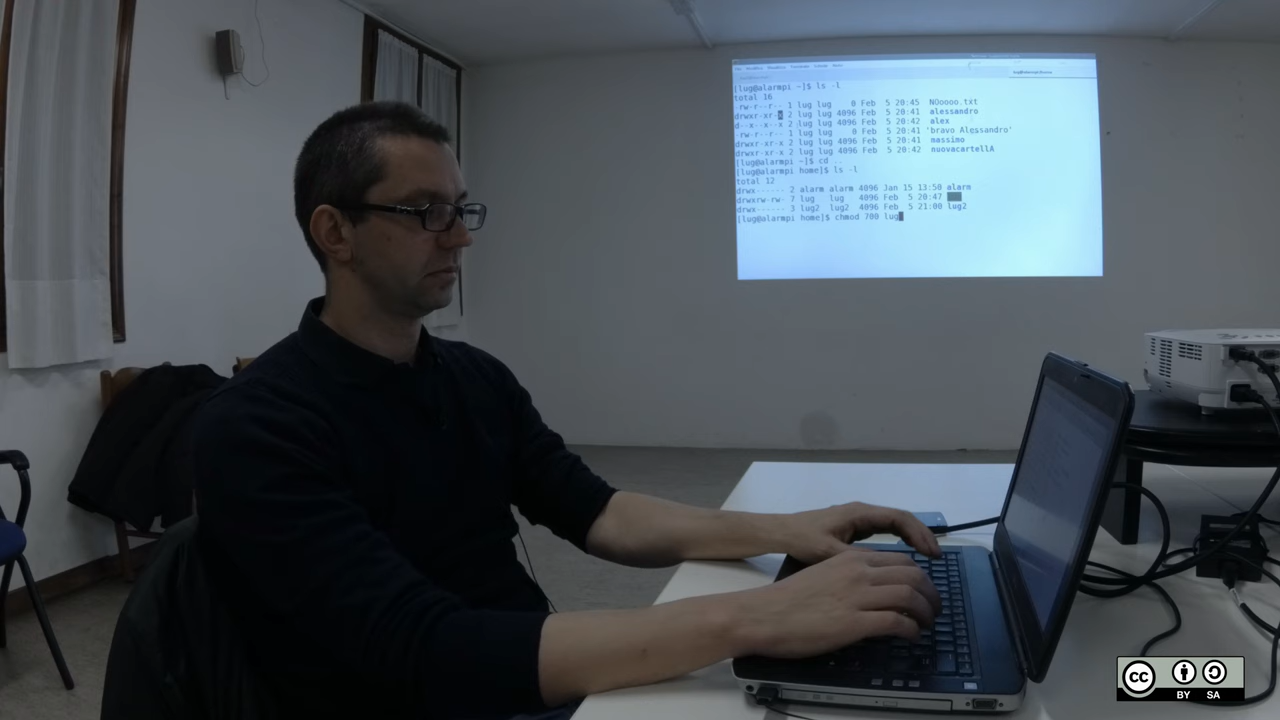 [lug@alarmpi ~]$ ls -l
total 16
-rw-r--r-- 1 lug lug 0 Feb 5 20:45 NOoooo.txt
drwxr-xr-x 2 lug lug 4096 Feb 5 20:41 alessandro
d--x--x--x 2 lug lug 4096 Feb 5 20:42 alex
-rw-r--r-- 1 lug lug 0 Feb 5 20:41 'bravo Alessandro'
drwxr-xr-x 2 lug lug 4096 Feb 5 20:41 massimo
drwxr-xr-x 2 lug lug 4096 Feb 5 20:42 nuovacartellA
[lug@alarmpi ~]$ cd ..
[lug@alarmpi home]$ ls -l
total 12
drwx------ 2 alarm alarm 4096 Jan 15 13:50 alarm
drwxrw-rw- 7 lug lug 4096 Feb 5 20:47
drwx------ 3 lug2 lug2 4096 Feb 5 21:00 lug2
[lug@alarmpi home]$ chmod 700 lug
CC BY SA